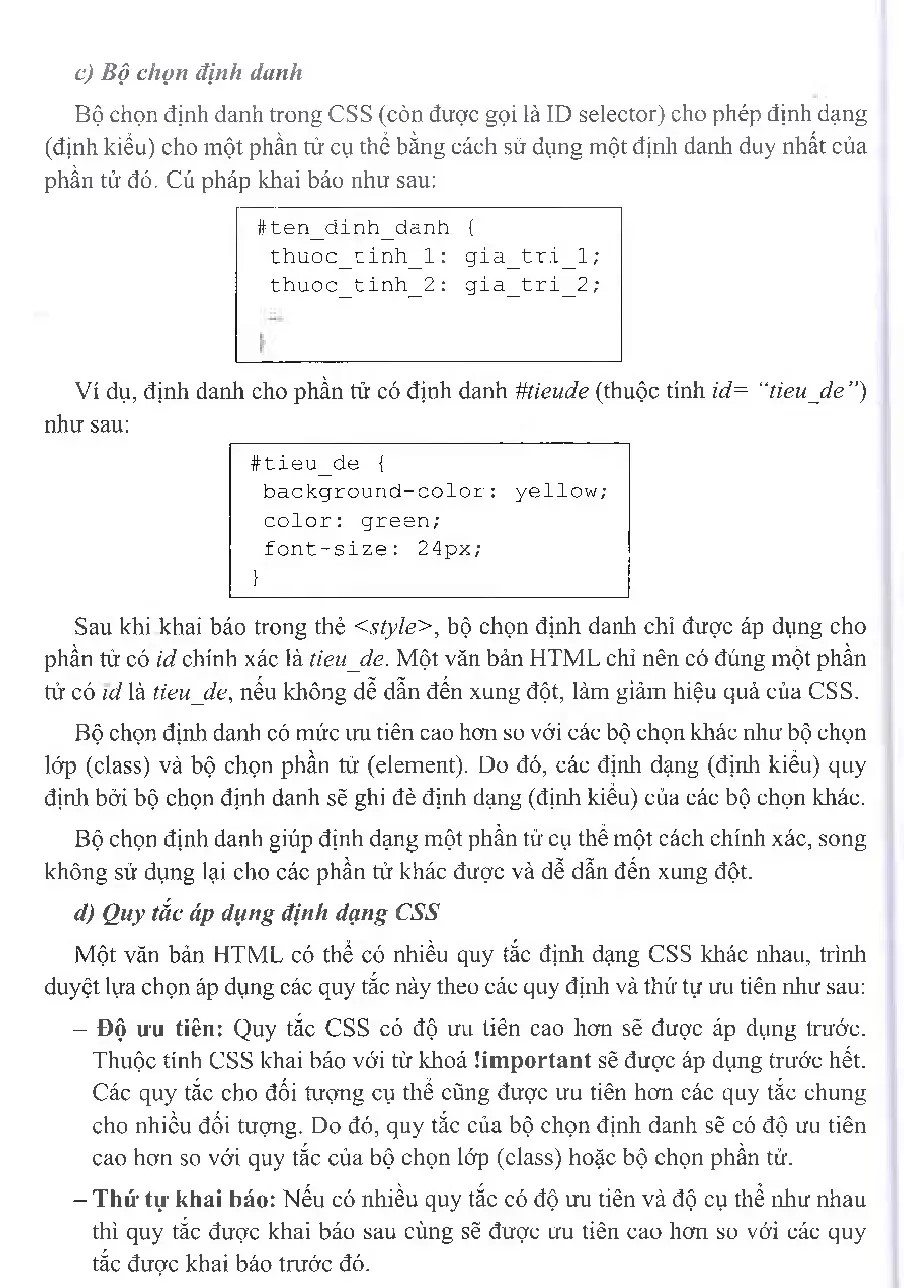 c) Bộ chọn định danh
Bộ chọn định danh trong CSS (còn được gọi là ID selector) cho phép định dạng
(định kiểu) cho một phần tử cụ thể bằng cách sử dụng một định danh duy nhất của
phần tử đó. Cú pháp khai báo như sau:
#ten_dinh_danh {
thuoc_tinh_1: gia_tri_1;
thuoc_tinh_2: gia_tri_2;
…
}
Ví dụ, định danh cho phần tử có định danh #tieude (thuộc tính id= “tieu_de”)
như sau:
#tieu_de {
background-color: yellow;
color: green;
font-size: 24px;
}
Sau khi khai báo trong thẻ <style>, bộ chọn định danh chỉ được áp dụng cho
phần tử có id chính xác là tieu_de. Một văn bản HTML chỉ nên có đúng một phần
tử có id là tieu_de, nếu không dễ dẫn đến xung đột, làm giảm hiệu quả của CSS.
Bộ chọn định danh có mức ưu tiên cao hơn so với các bộ chọn khác như bộ chọn
lớp (class) và bộ chọn phần tử (element). Do đó, các định dạng (định kiểu) quy
định bởi bộ chọn định danh sẽ ghi đè định dạng (định kiểu) của các bộ chọn khác.
Bộ chọn định danh giúp định dạng một phần tử cụ thể một cách chính xác, song
không sử dụng lại cho các phần tử khác được và dễ dẫn đến xung đột.
d) Quy tắc áp dụng định dạng CSS
Một văn bản HTML có thể có nhiều quy tắc định dạng CSS khác nhau, trình
duyệt lựa chọn áp dụng các quy tắc này theo các quy định và thứ tự ưu tiên như sau:
– Độ ưu tiên: Quy tắc CSS có độ ưu tiên cao hơn sẽ được áp dụng trước.
Thuộc tính CSS khai báo với từ khoá !important sẽ được áp dụng trước hết.
Các quy tắc cho đối tượng cụ thể cũng được ưu tiên hơn các quy tắc chung
cho nhiều đối tượng. Do đó, quy tắc của bộ chọn định danh sẽ có độ ưu tiên
cao hơn so với quy tắc của bộ chọn lớp (class) hoặc bộ chọn phần tử.
– Thứ tự khai báo: Nếu có nhiều quy tắc có độ ưu tiên và độ cụ thể như nhau
thì quy tắc được khai báo sau cùng sẽ được ưu tiên cao hơn so với các quy
tắc được khai báo trước đó.